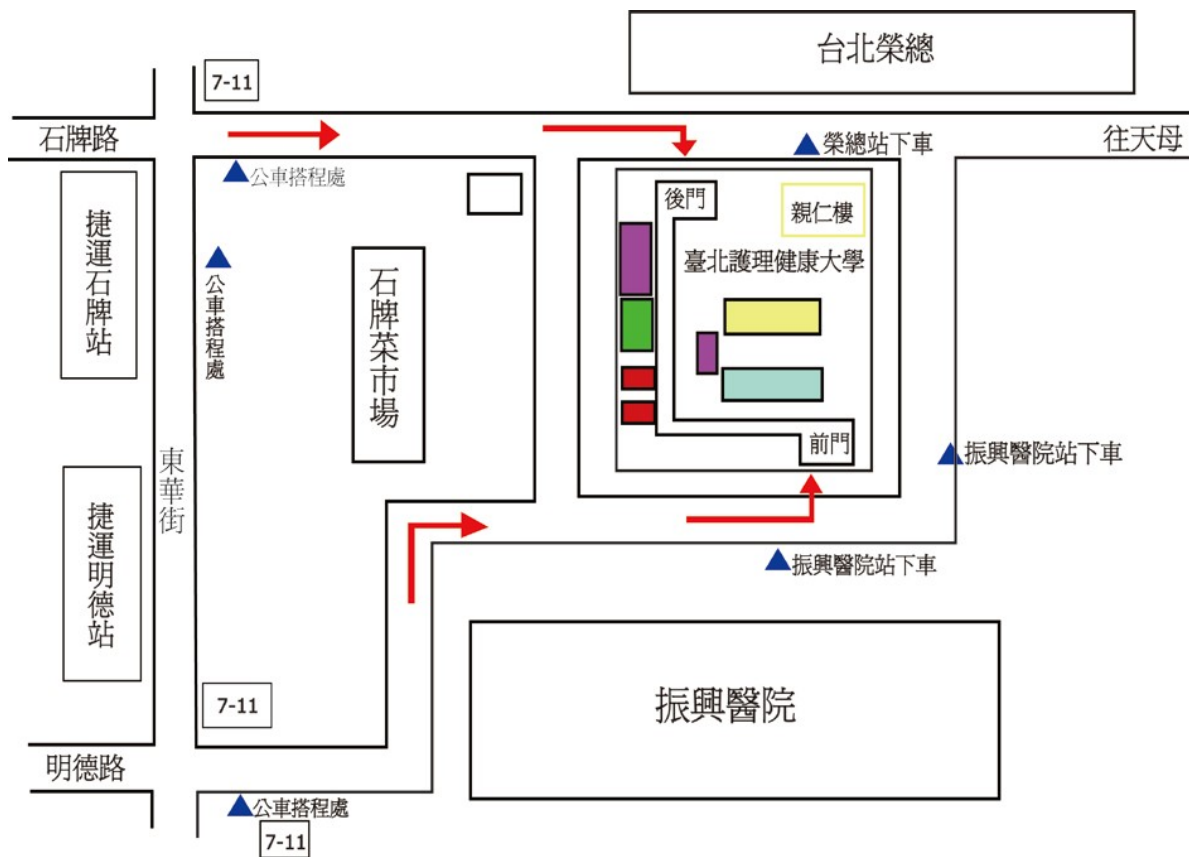 台北榮總
7-11
石牌路
往天母
榮總站下車
公車搭程處
後門
親仁樓
捷運石牌站
公車搭程處
石牌菜市場
臺北護理健康大學
前門
振興醫院站下車
東華街
捷運明德站
振興醫院站下車
7-11
振興醫院
明德路
公車搭程處
7-11